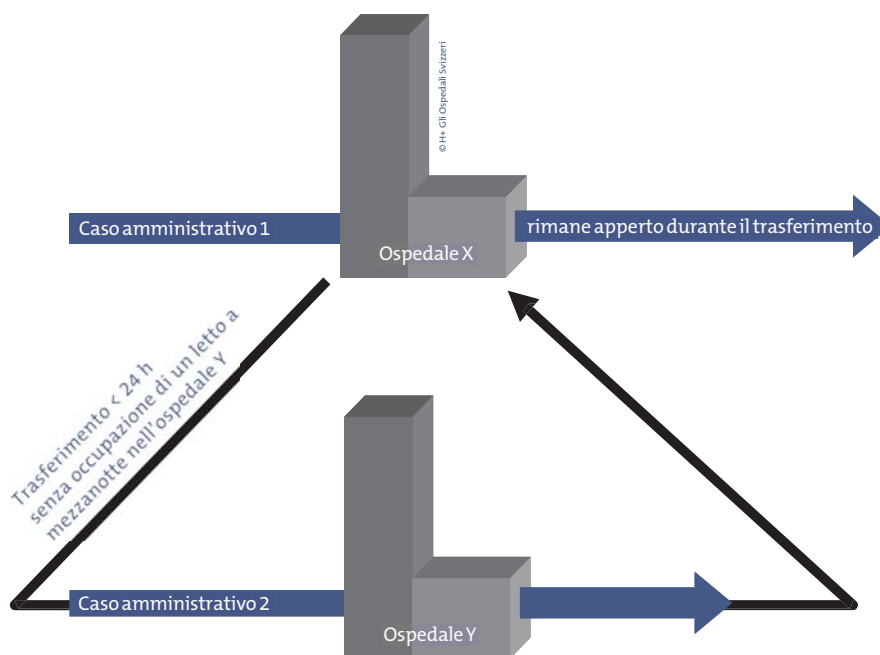 © H+ Gli Ospedali Svizzeri
Caso amministrativo 1
rimane apperto durante il trasferimento
Ospedale X
Trasferimento < 24 h
senza occupazione di un letto a
mezzanotte nell'ospedale Y
Caso amministrativo 2
Ospedale Y